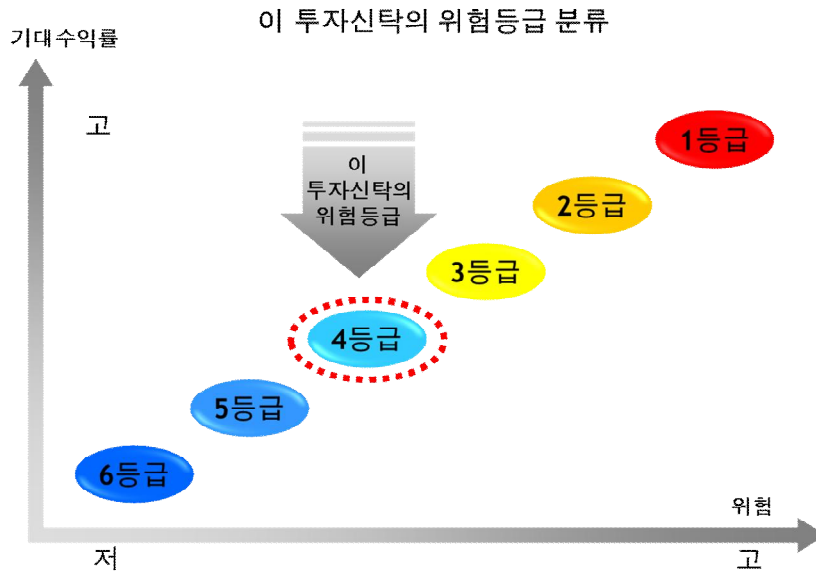 이 투자신탁의 위험등급 분류
기대수익률
고
1등급
이
투자신탁의
위험등급
2등급
3등급
4등급
5등급
6등급
위험
저
고